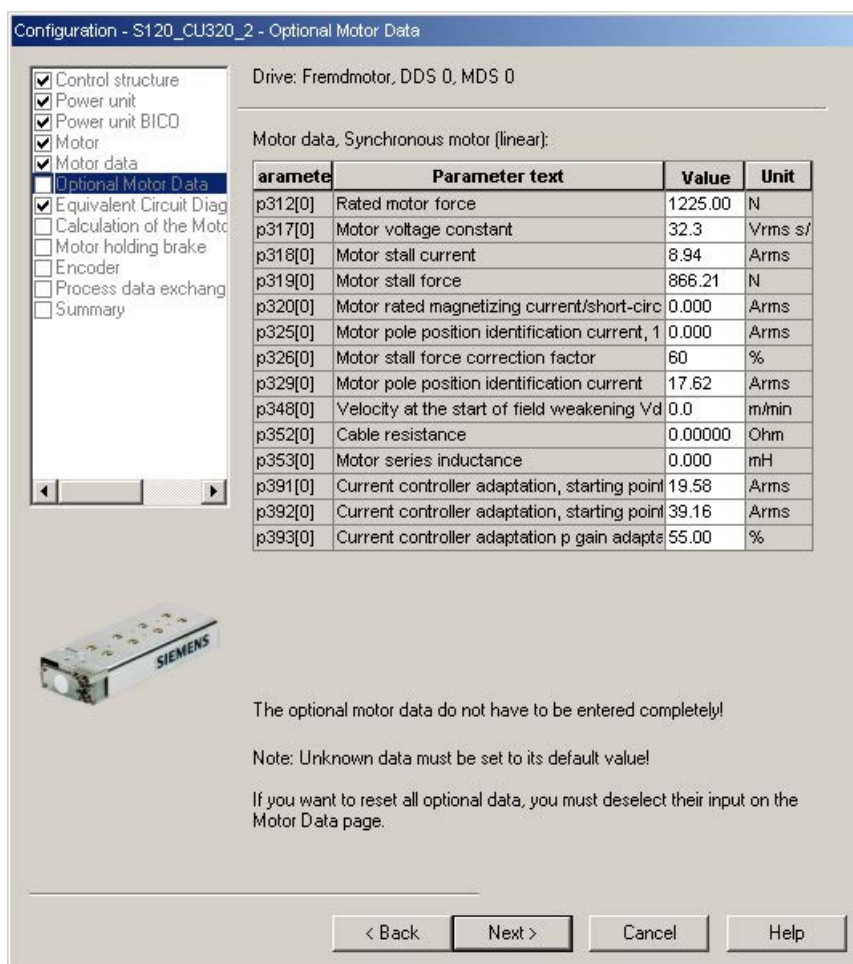 Configuration - S120_CU320_2 - Optional Motor Data
Control structure
Power unit
Power unit BICO
Motor
Motor data
Optional Motor Data
Equivalent Circuit Diag
Calculation of the Moto
Motor holding brake
Encoder
Process data exchang
Summary
Drive: Fremdmotor, DDS 0, MDS 0
Motor data, Synchronous motor (linear):
aramete Parameter text Value Unit
p312[0] Rated motor force 1225.00 N
p317[0] Motor voltage constant 32.3 Vrms s/
p318[0] Motor stall current 8.94 Arms
p319[0] Motor stall force 866.21 N
p320[0] Motor rated magnetizing current/short-circ 0.000 Arms
p325[0] Motor pole position identification current, 1 0.000 Arms
p326[0] Motor stall force correction factor 60 %
p329[0] Motor pole position identification current 17.62 Arms
p348[0] Velocity at the start of field weakening Vd 0.0 m/min
p352[0] Cable resistance 0.00000 Ohm
p353[0] Motor series inductance 0.000 mH
p391[0] Current controller adaptation, starting point 19.58 Arms
p392[0] Current controller adaptation, starting point 39.16 Arms
p393[0] Current controller adaptation p gain adapta 55.00 %
SIEMENS
The optional motor data do not have to be entered completely!
Note: Unknown data must be set to its default value!
If you want to reset all optional data, you must deselect their input on the
Motor Data page.
< Back Next > Cancel Help